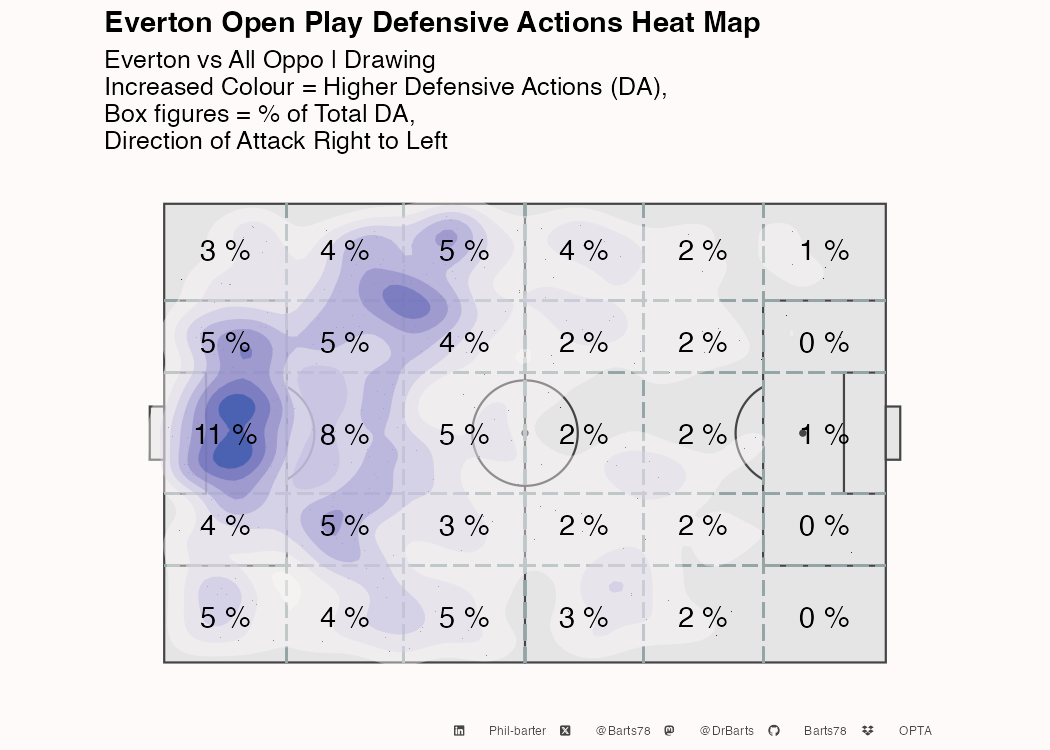 Everton Open Play Defensive Actions Heat Map
Everton vs All Oppo | Drawing
Increased Colour = Higher Defensive Actions (DA),
Box figures = % of Total DA,
Direction of Attack Right to Left
3 % 4 % 5 % 4 % 2 % 1 %
5 % 5 % 4 % 2 % 2 % 0 %
11 % 8 % 5 % 2 % 2 % 1 %
4 % 5 % 3 % 2 % 2 % 0 %
5 % 4 % 5 % 3 % 2 % 0 %
Phil-barter @Barts78 @DrBarts Barts78 OPTA